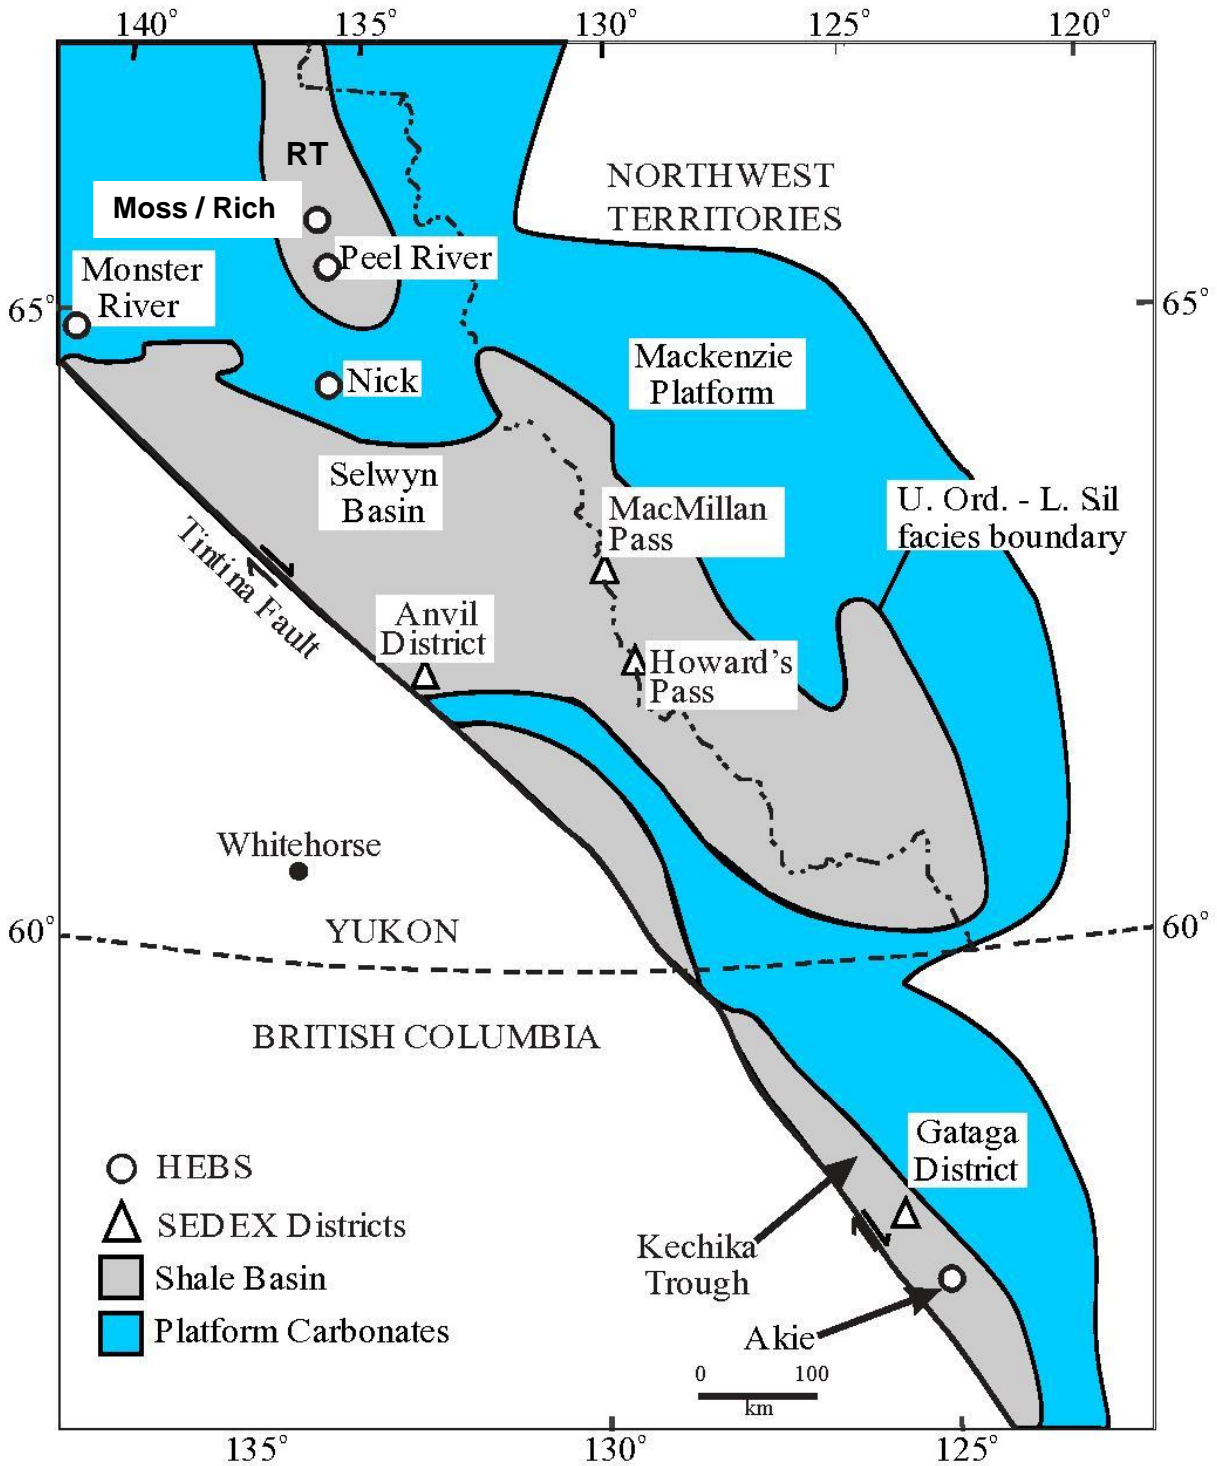 140°
135°
130°
125°
120°
RT
NORTHWEST
TERRITORIES
Moss / Rich
Peel River
Monster
River
65°
65°
Mackenzie
Platform
Nick
Selwyn
Basin
U. Ord. - L. Sil
facies boundary
MacMillan
Pass
Tintina Fault
Anvil
District
Howard's
Pass
Whitehorse
60°
60°
YUKON
BRITISH COLUMBIA
Gataga
District
HEBS
SEDEX Districts
Kechika
Trough
Shale Basin
Platform Carbonates
Akie
0 100
km
135°
130°
125°